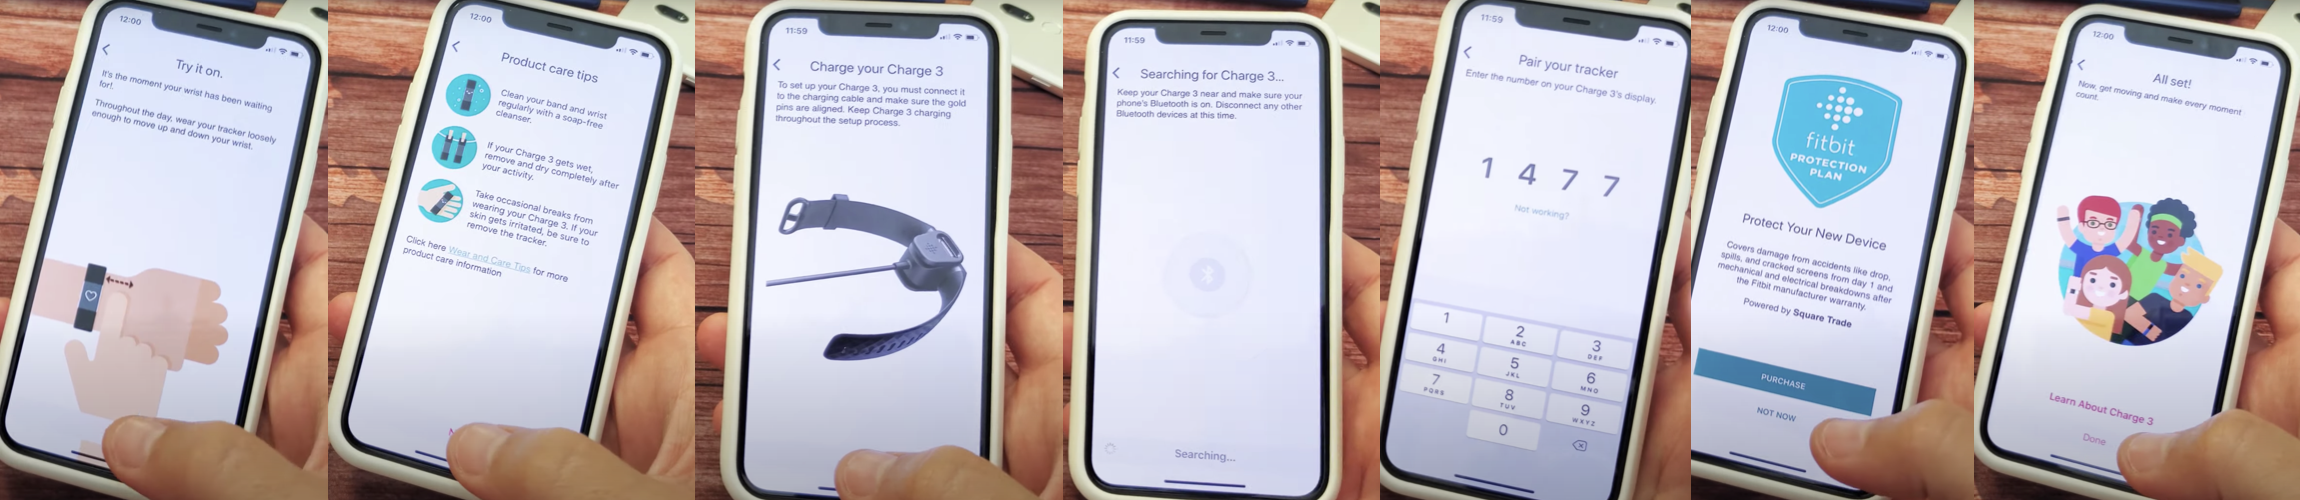 12:00
Try it on.
It's the moment your wrist has been waiting
for!
Throughout the day, wear your tracker loosely
enough to move up and down your wrist.
12:00
Product care tips
Clean your band and wrist
regularly with a soap-free
cleanser.
If your Charge 3 gets wet,
remove and dry completely after
your activity.
Take occasional breaks from
wearing your Charge 3. If your
skin gets irritated, be sure to
remove the tracker.
Click here Wear and Care Tips for more
product care information
11:59
Charge your Charge 3
To set up your Charge 3, you must connect it
to the charging cable and make sure the gold
pins are aligned. Keep Charge 3 charging
throughout the setup process.
11:59
Searching for Charge 3...
Keep your Charge 3 near and make sure your
phone's Bluetooth is on. Disconnect any other
Bluetooth devices at this time.
Searching...
11:59
Pair your tracker
Enter the number on your Charge 3's display.
1 4 7 7
Not working?
1 2 3
ABC DEF
4 5 6
GHI JKL MNO
7 8 9
PQRS TUV WXYZ
0
12:00
fitbit
PROTECTION
PLAN
Protect Your New Device
Covers damage from accidents like drop,
spills, and cracked screens from day 1 and
mechanical and electrical breakdowns after
the Fitbit manufacturer warranty.
Powered by Square Trade
PURCHASE
NOT NOW
12:00
All set!
Now, get moving and make every moment
count.
Learn About Charge 3
Done